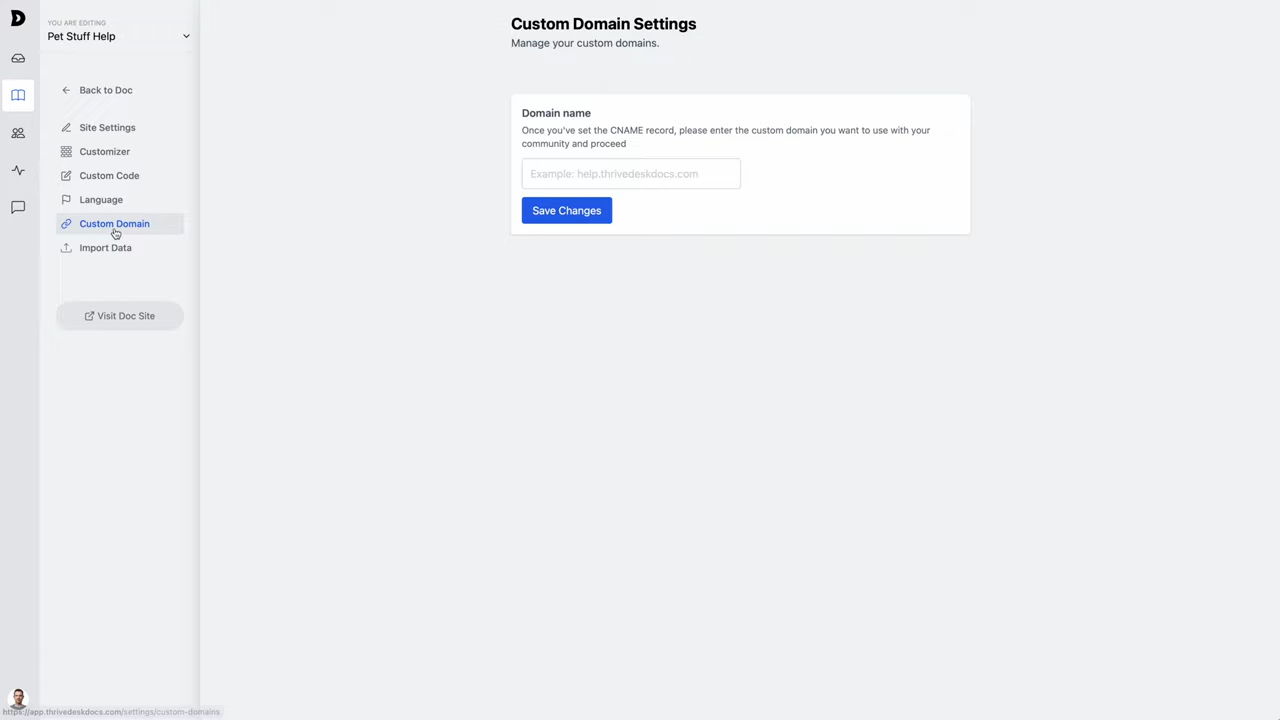 YOU ARE EDITING
Pet Stuff Help
Back to Doc
Site Settings
Customizer
Custom Code
Language
Custom Domain
Import Data
Visit Doc Site
Custom Domain Settings
Manage your custom domains.
Domain name
Once you've set the CNAME record, please enter the custom domain you want to use with your
community and proceed
Example: help.thrivedeskdocs.com
Save Changes
https://app.thrivedeskdocs.com/settings/custom-domains